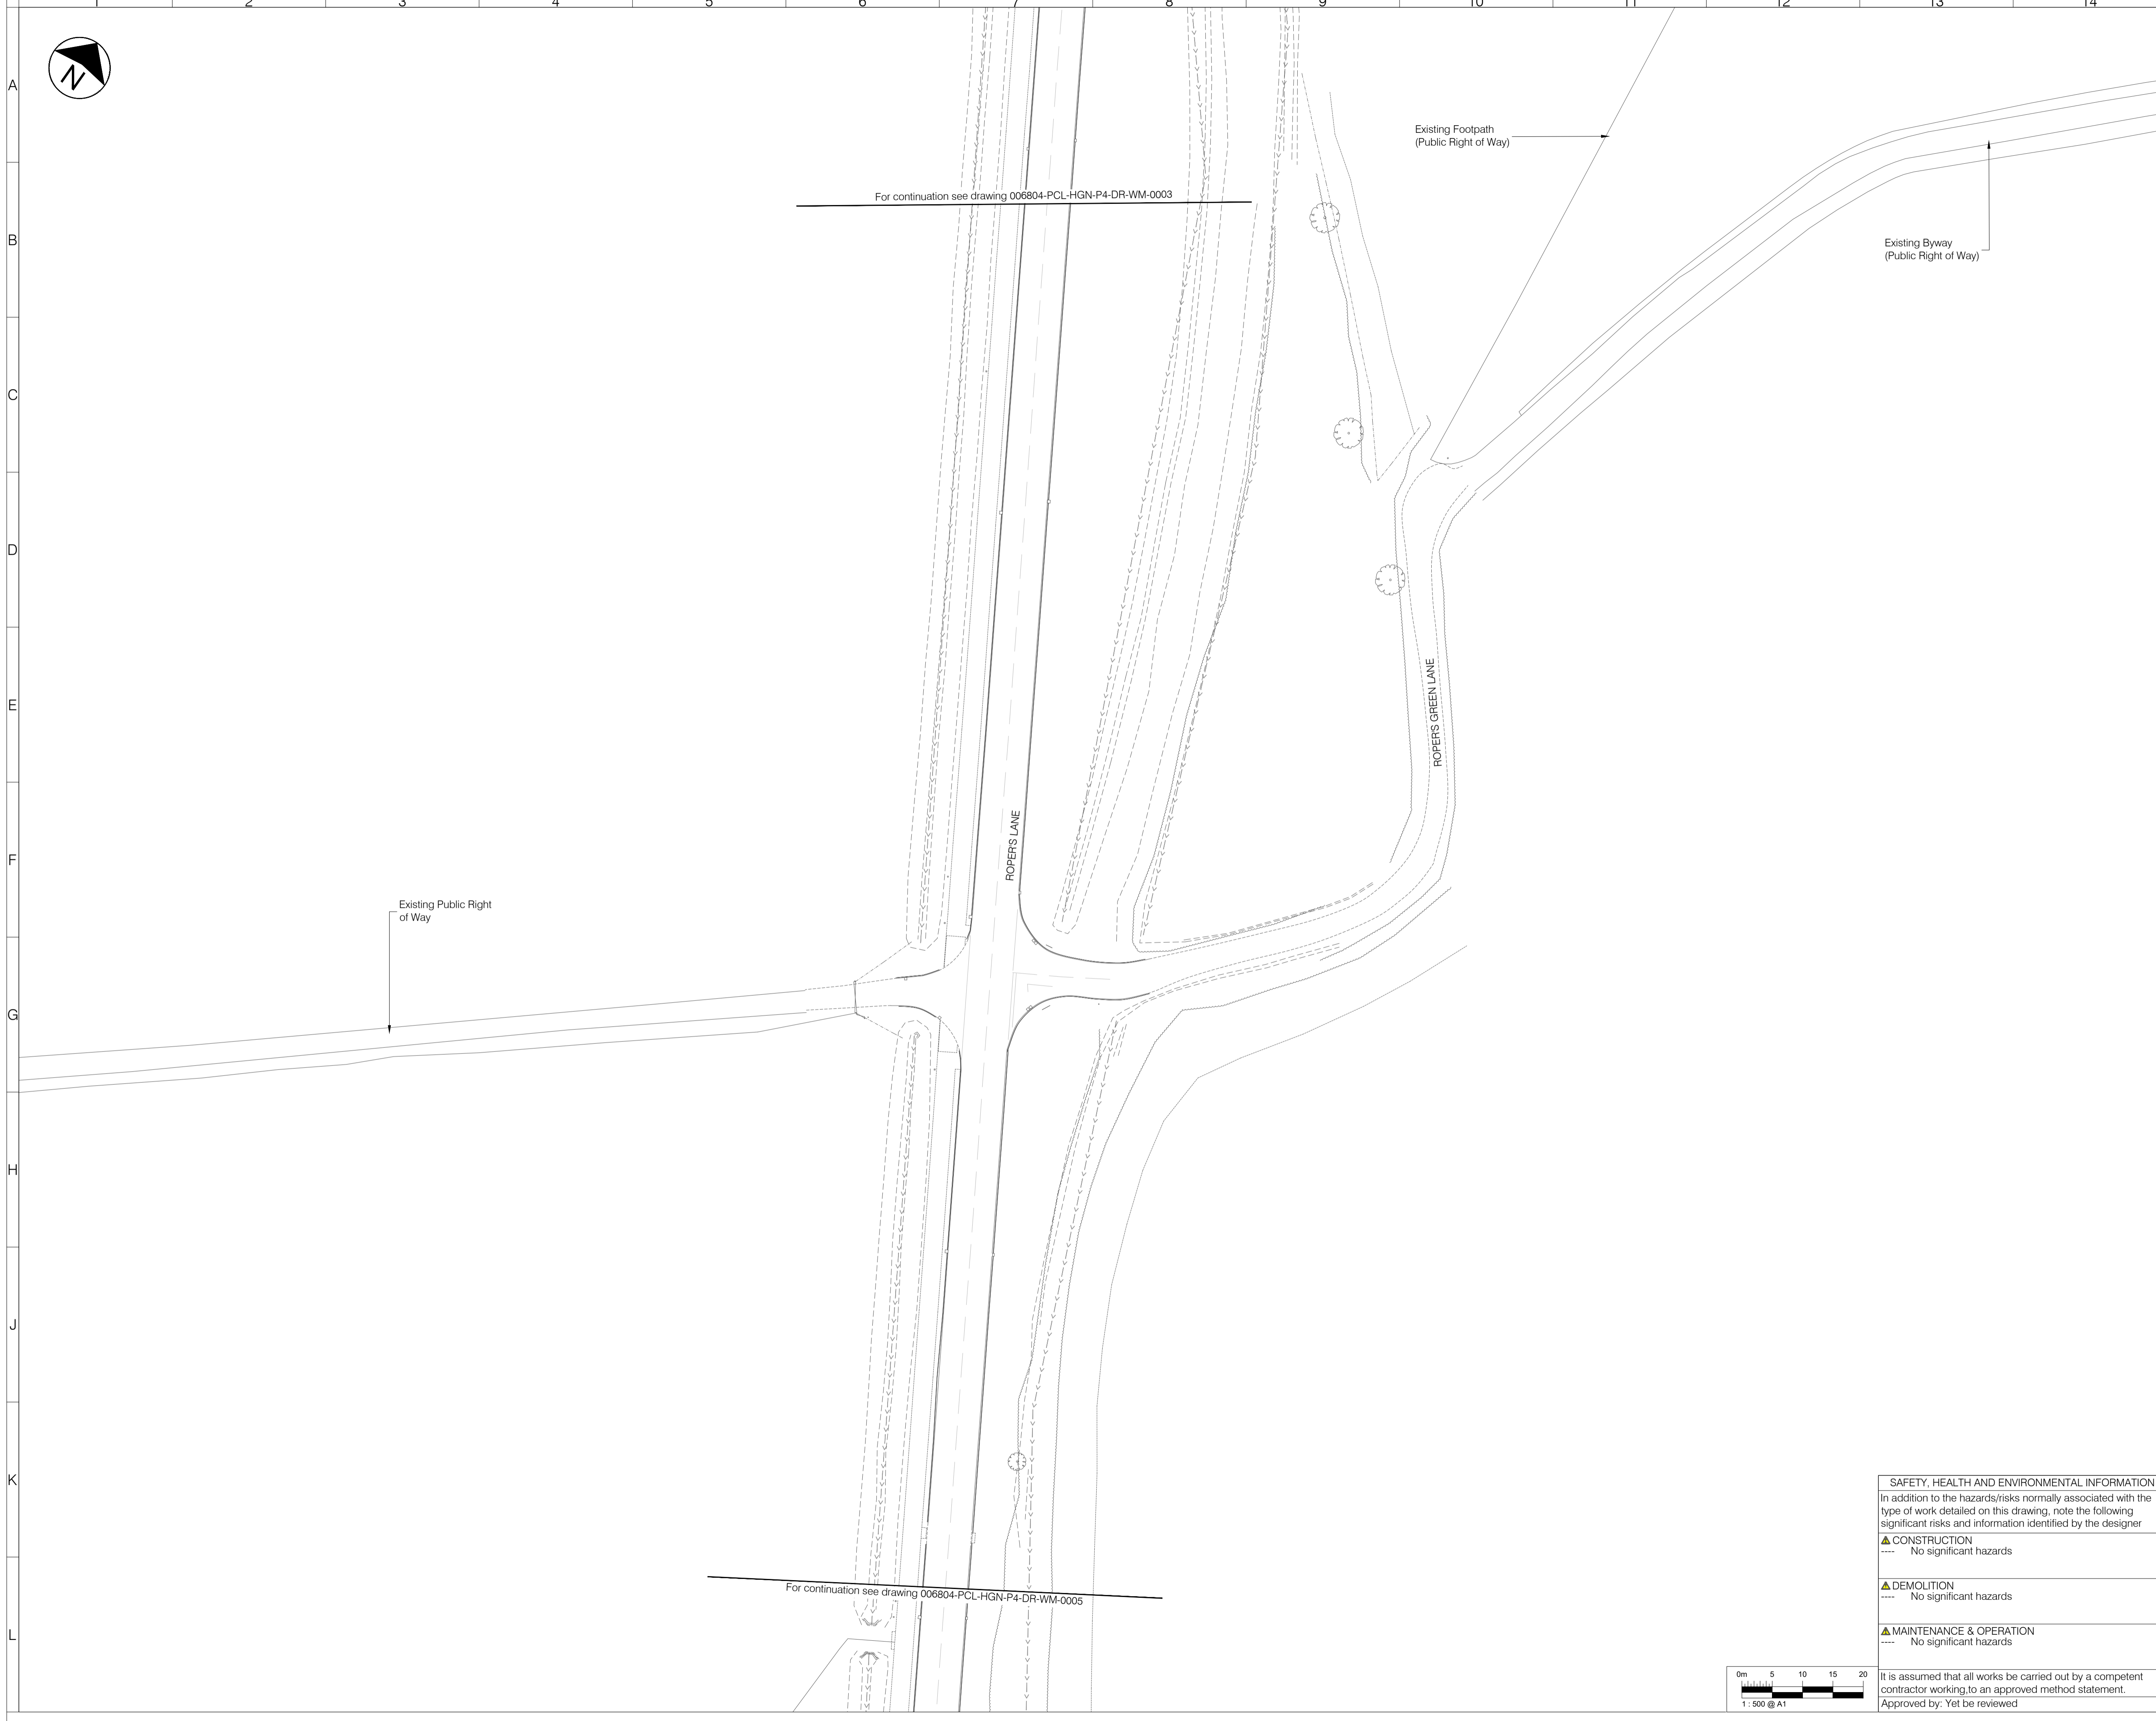 1 2 3 4 5 6 7 8 9 10 11 12 13 14
A
N
Existing Footpath
(Public Right of Way)
For continuation see drawing 006804-PCL-HGN-P4-DR-WM-0003
B
Existing Byway
(Public Right of Way)
C
D
E
ROPER'S GREEN LANE
F
ROPER'S LANE
Existing Public Right
of Way
G
H
J
K
SAFETY, HEALTH AND ENVIRONMENTAL INFORMATION
In addition to the hazards/risks normally associated with the
type of work detailed on this drawing, note the following
significant risks and information identified by the designer
CONSTRUCTION
---- No significant hazards
DEMOLITION
---- No significant hazards
For continuation see drawing 006804-PCL-HGN-P4-DR-WM-0005
L
MAINTENANCE & OPERATION
---- No significant hazards
0m 5 10 15 20
1 : 500 @ A1
It is assumed that all works be carried out by a competent
contractor working,to an approved method statement.
Approved by: Yet be reviewed